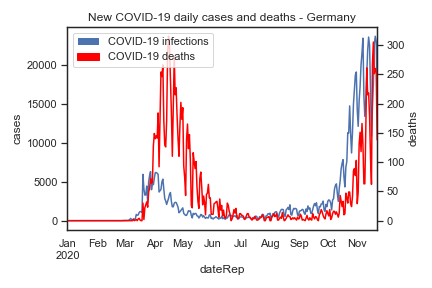 New COVID-19 daily cases and deaths - Germany
COVID-19 infections
COVID-19 deaths
cases
20000
15000
10000
5000
0
deaths
300
250
200
150
100
50
0
Jan Feb Mar Apr May Jun Jul Aug Sep Oct Nov
2020
dateRep